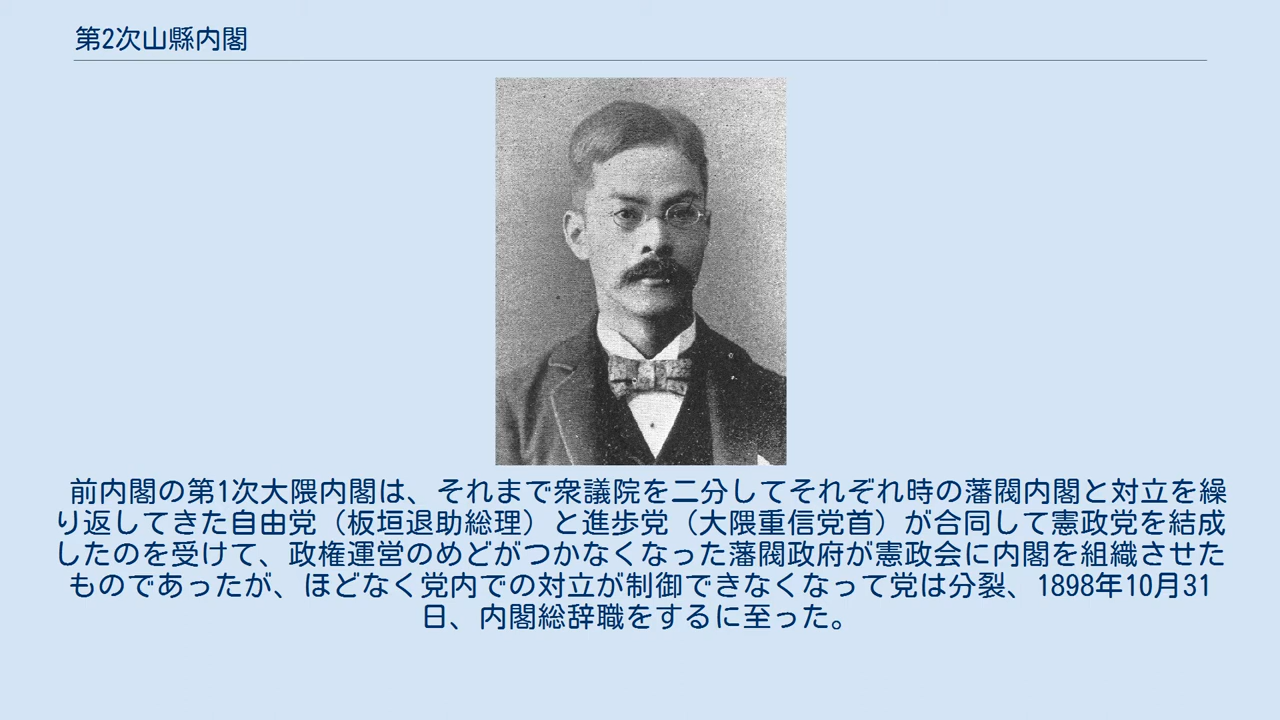 第2次山縣内閣
前内閣の第1次大隈内閣は、それまで衆議院を二分してそれぞれ時の藩閥内閣と対立を繰
り返してきた自由党（板垣退助総理）と進歩党（大隈重信党首）が合同して憲政党を結成
したのを受けて、政権運営のめどがつかなくなった藩閥政府が憲政会に内閣を組織させた
ものであったが、ほどなく党内での対立が制御できなくなって党は分裂、1898年10月31
日、内閣総辞職をするに至った。